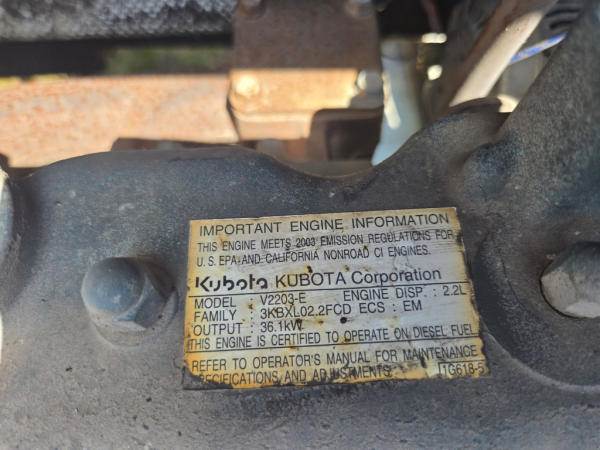 IMPORTANT ENGINE INFORMATION
THIS ENGINE MEETS 2003 EMISSION REGULATIONS FOR
U.S. EPA AND CALIFORNIA NONROAD CI ENGINES.
Kubota KUBOTA Corporation
MODEL : V2203-E ENGINE DISP. : 2.2L
FAMILY : 3KBXL02.2FCD ECS : EM
OUTPUT : 36.1kW
THIS ENGINE IS CERTIFIED TO OPERATE ON DIESEL FUEL
REFER TO OPERATOR'S MANUAL FOR MAINTENANCE
SPECIFICATIONS AND ADJUSTMENTS 1G618-5